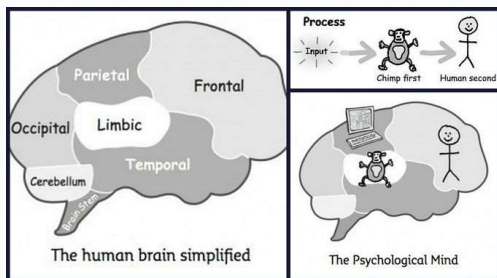 Parietal
Frontal
Occipital
Limbic
Temporal
Cerebellum
Brain Stem
The human brain simplified
Process
Input
Chimp first
Human second
The Psychological Mind